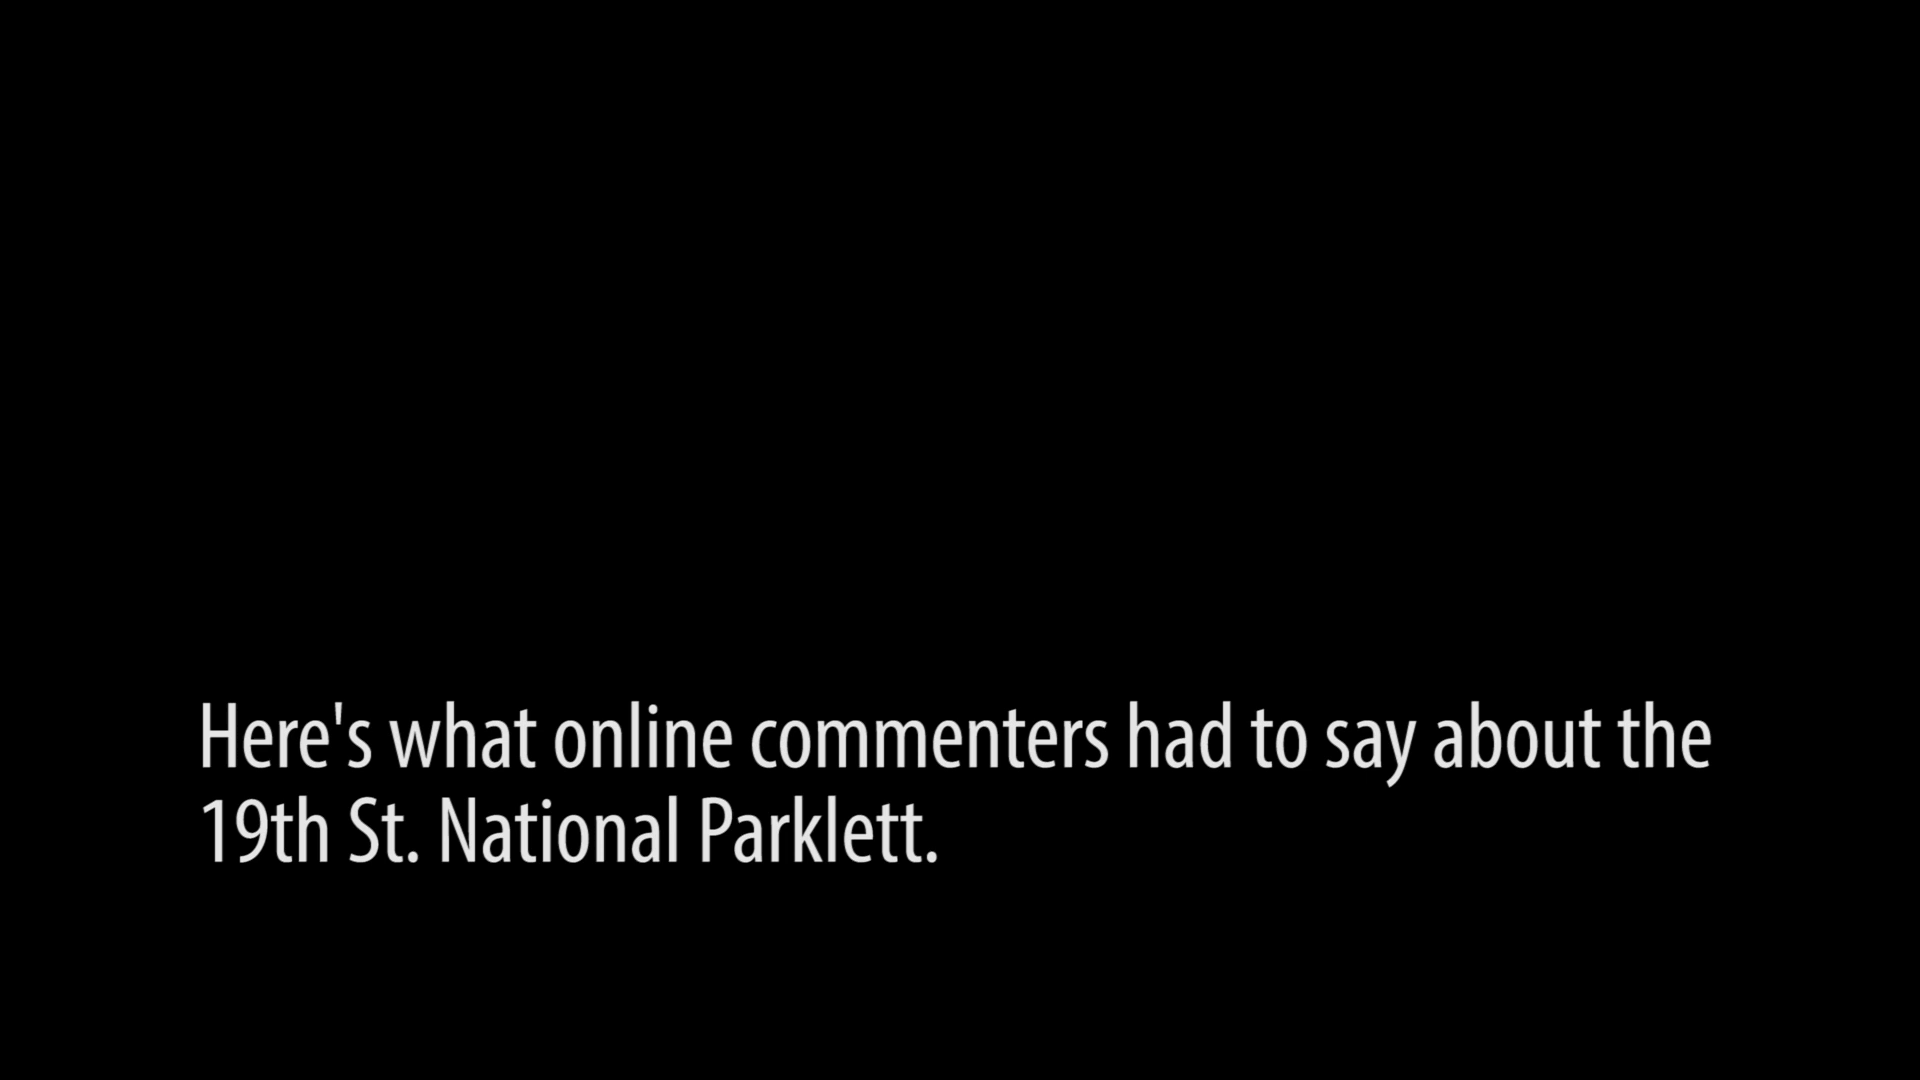 Here's what online commenters had to say about the
19th St. National Parklett.